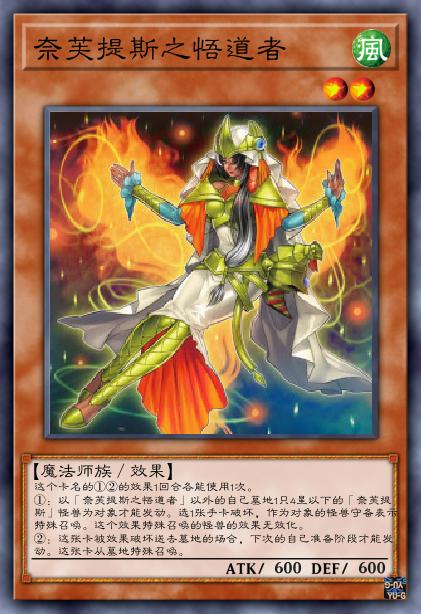 奈芙提斯之悟道者
風
【魔法师族／效果】
这个卡名的①②的效果1回合各能使用1次。
①：以「奈芙提斯之悟道者」以外的自己墓地1只4星以下的「奈芙提
斯」怪兽为对象才能发动。选1张手卡破坏，作为对象的怪兽守备表示
特殊召唤。这个效果特殊召唤的怪兽的效果无效化。
②：这张卡被效果破坏送去墓地的场合，下次的自己准备阶段才能发
动。这张卡从墓地特殊召唤。
ATK/ 600 DEF/ 600